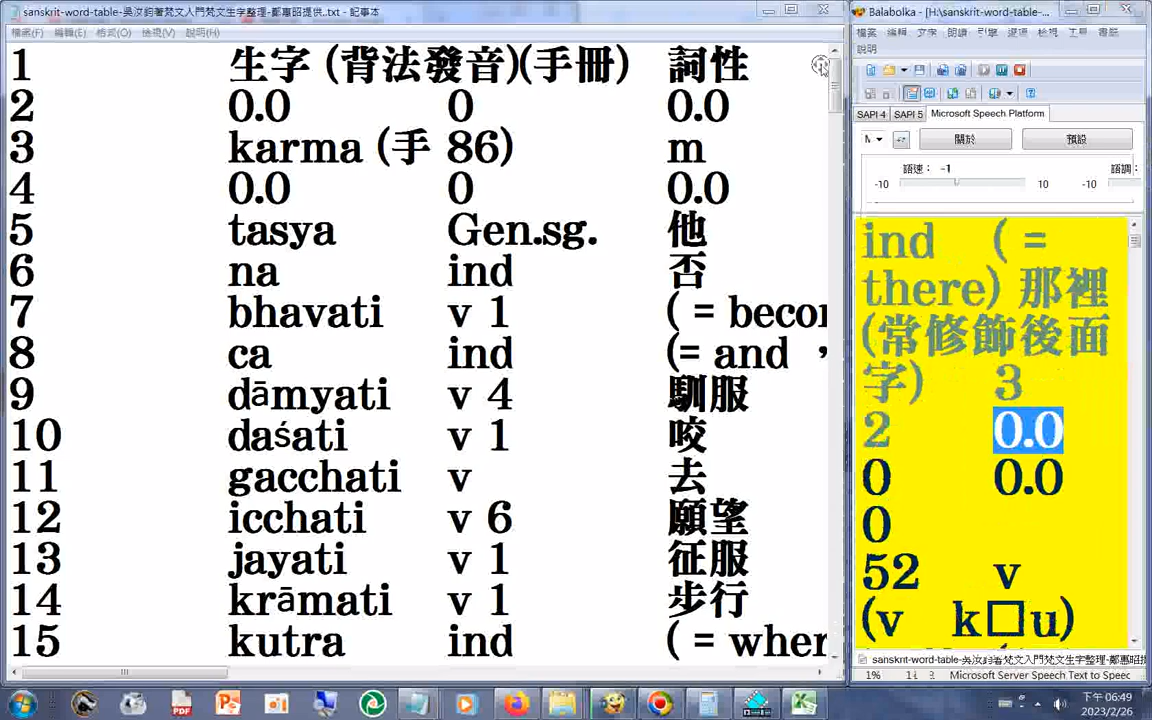 sanskrit-word-table-吳汝鈞著梵文入門梵文生字整理-鄭惠昭提供..txt - 記事本
檔案(F) 編輯(E) 格式(O) 檢視(V) 說明(H)
1 生字 (背法發音)(手冊) 詞性
2 0.0 0 0.0
3 karma (手 86) m
4 0.0 0 0.0
5 tasya Gen.sg. 他
6 na ind 否
7 bhavati v 1 ( = becor
8 ca ind (= and ，
9 dāmyati v 4 馴服
10 daśati v 1 咬
11 gacchati v 去
12 icchati v 6 願望
13 jayati v 1 征服
14 krāmati v 1 步行
15 kutra ind ( = wher
Balabolka - [H:\sanskrit-word-table-...
檔案 編輯 文字 朗讀 引擎 選項 檢視 工具 書籤
說明
SAPI 4 SAPI 5 Microsoft Speech Platform
關於 預設
語速： -1 語調：
-10 10 -10
ind ( =
there) 那裡
(常修飾後面
字) 3
2 0.0
0 0.0
0
52 v
(v k□u)
sanskrit-word-table-吳汝鈞著梵文入門梵文生字整理-鄭惠昭提
1% Microsoft Server Speech Text to Speec
下午 06:49
2023/2/26